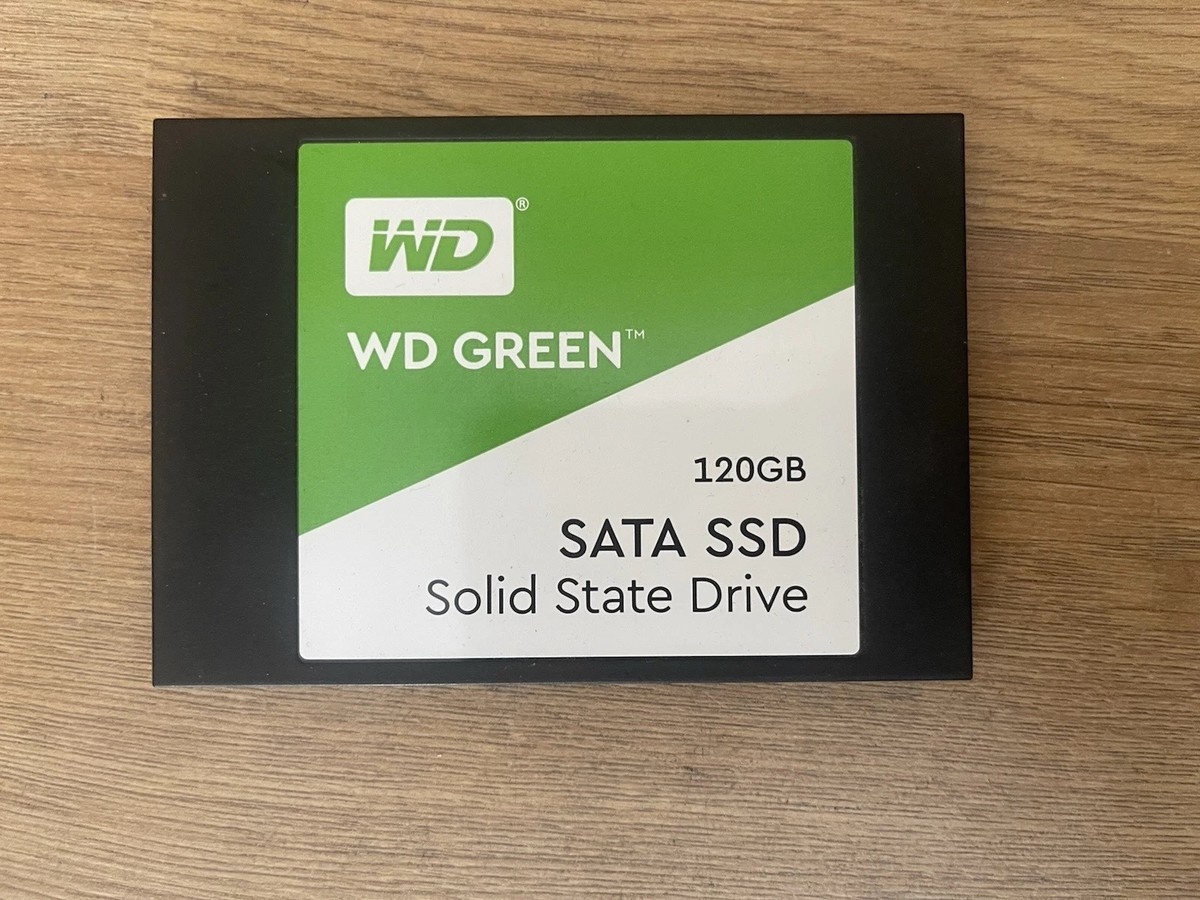 WD®
WD GREEN™
120GB
SATA SSD
Solid State Drive